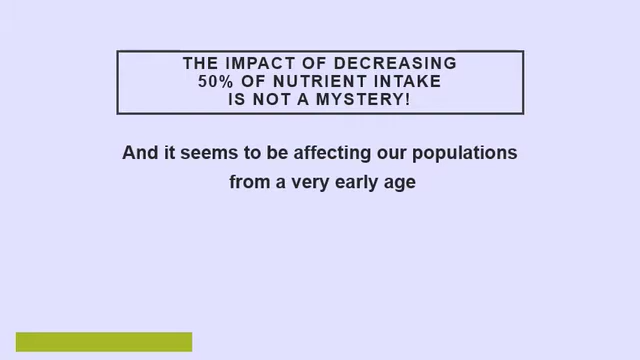 THE IMPACT OF DECREASING
50% OF NUTRIENT INTAKE
IS NOT A MYSTERY!
And it seems to be affecting our populations
from a very early age